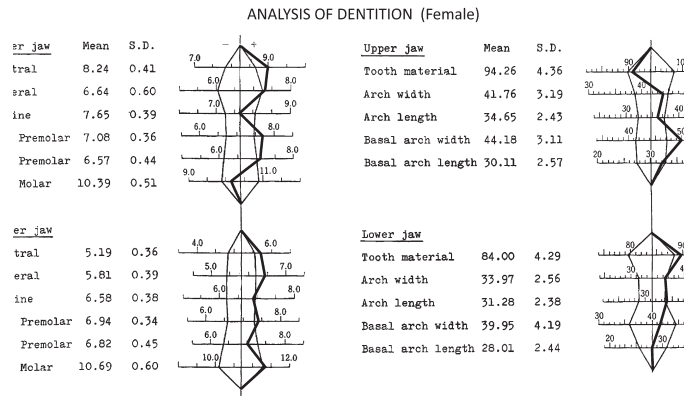 ANALYSIS OF DENTITION (Female)
er jaw Mean S.D. − +
7.0 9.0
tral 8.24 0.41
6.0 8.0
eral 6.64 0.60
7.0 9.0
ine 7.65 0.39
6.0 8.0
Premolar 7.08 0.36
6.0 8.0
Premolar 6.57 0.44
9.0 11.0
Molar 10.39 0.51
er jaw
4.0 6.0
tral 5.19 0.36
5.0 7.0
eral 5.81 0.39
6.0 8.0
ine 6.58 0.38
6.0 8.0
Premolar 6.94 0.34
6.0 8.0
Premolar 6.82 0.45
10.0 12.0
Molar 10.69 0.60
Upper jaw Mean S.D.
90 10
Tooth material 94.26 4.36
40
Arch width 41.76 3.19
30 40
Arch length 34.65 2.43
40 50
Basal arch width 44.18 3.11
20 30
Basal arch length 30.11 2.57
Lower jaw
80 90
Tooth material 84.00 4.29
30 4
Arch width 33.97 2.56
30
Arch length 31.28 2.38
30 40
Basal arch width 39.95 4.19
20 30
Basal arch length 28.01 2.44